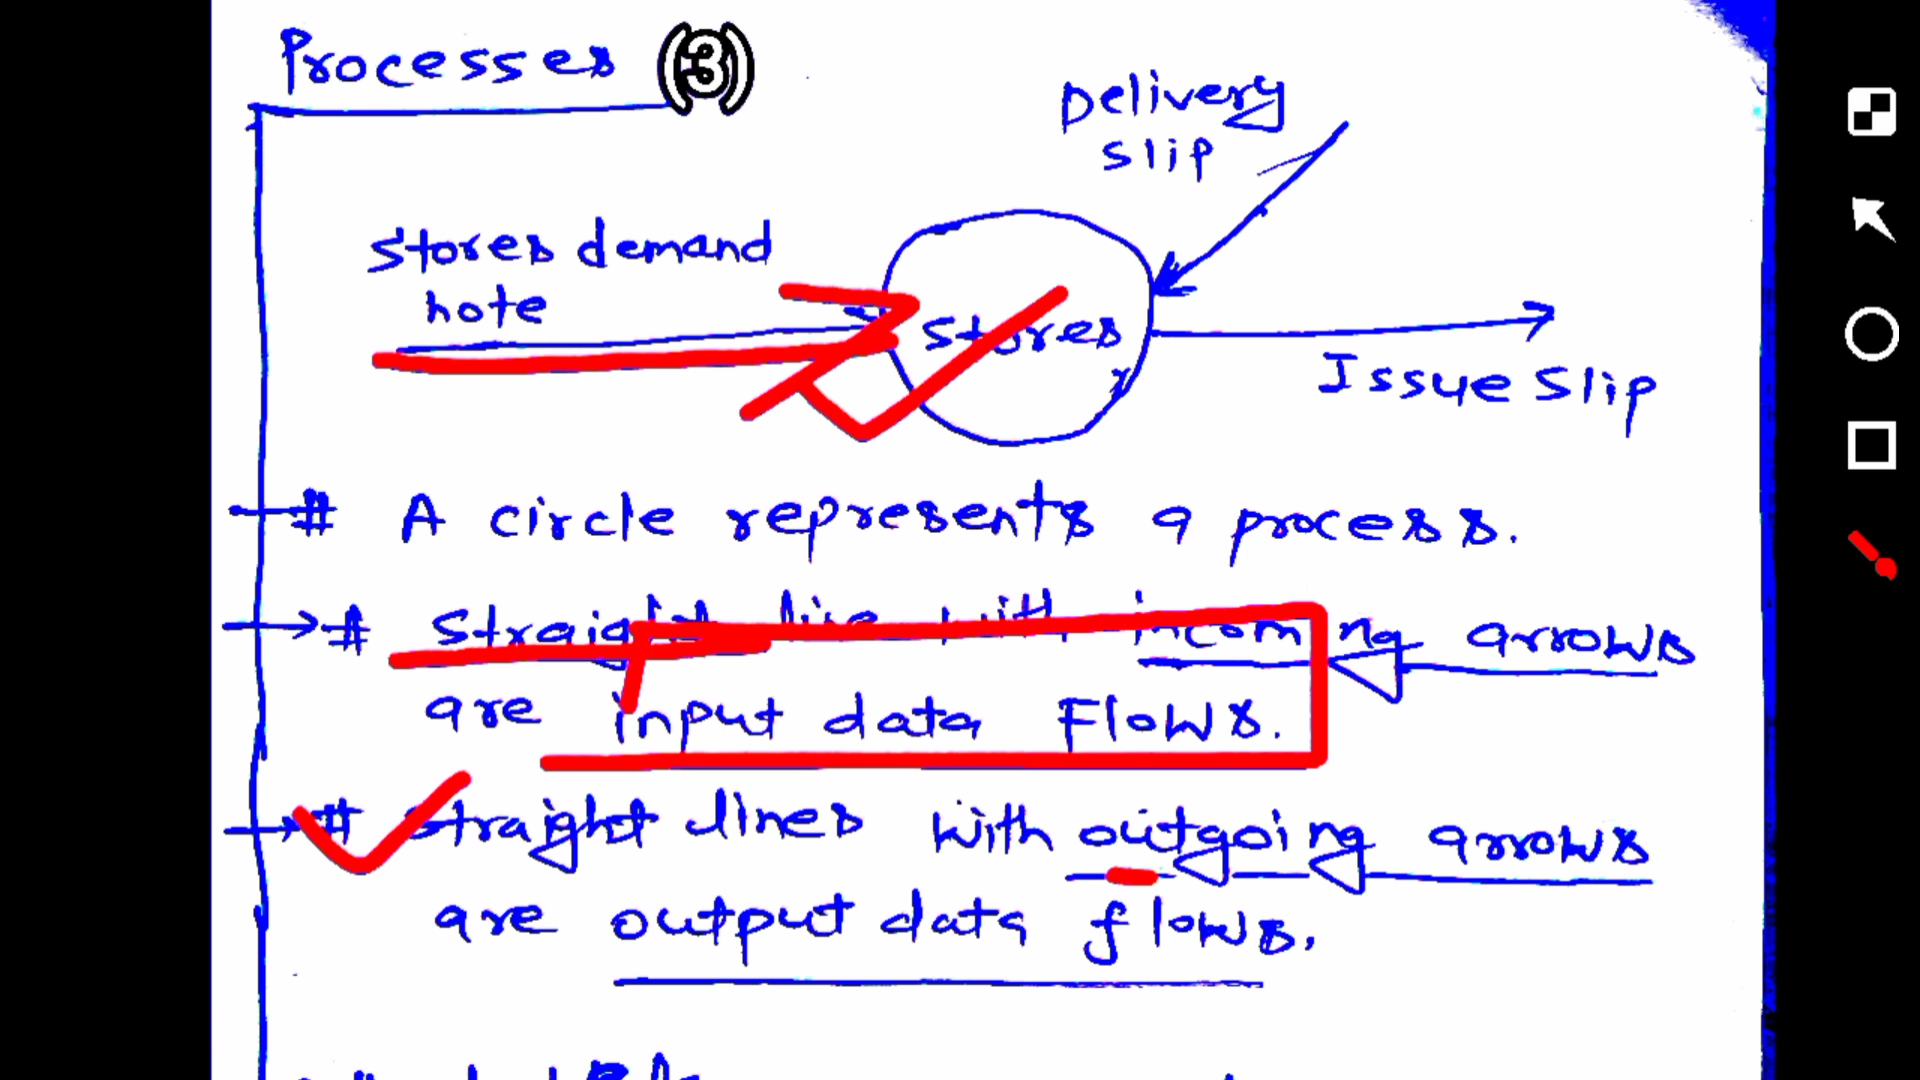 Processes (3)
Delivery
slip
Stores demand
note
Stores
Issue slip
# A circle represents a process.
# Straight line with incoming arrows
are input data Flows.
# Straight lines with outgoing arrows
are output data flows.